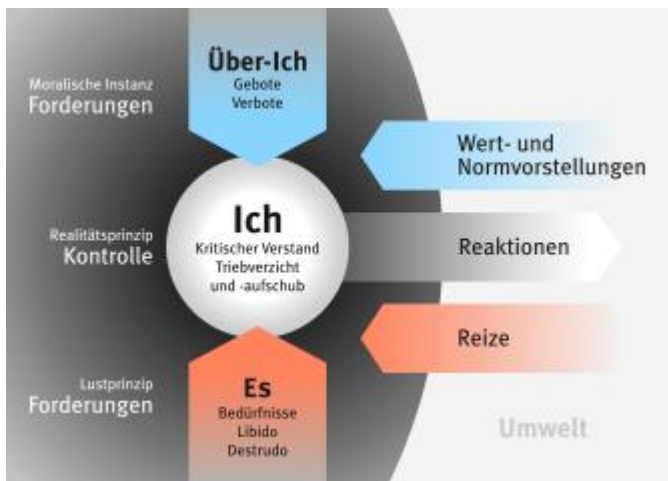 Über-Ich
Gebote
Verbote
Moralische Instanz
Forderungen
Wert- und
Normvorstellungen
Ich
Kritischer Verstand
Triebverzicht
und -aufschub
Realitätsprinzip
Kontrolle
Reaktionen
Reize
Lustprinzip
Forderungen
Es
Bedürfnisse
Libido
Destrudo
Umwelt